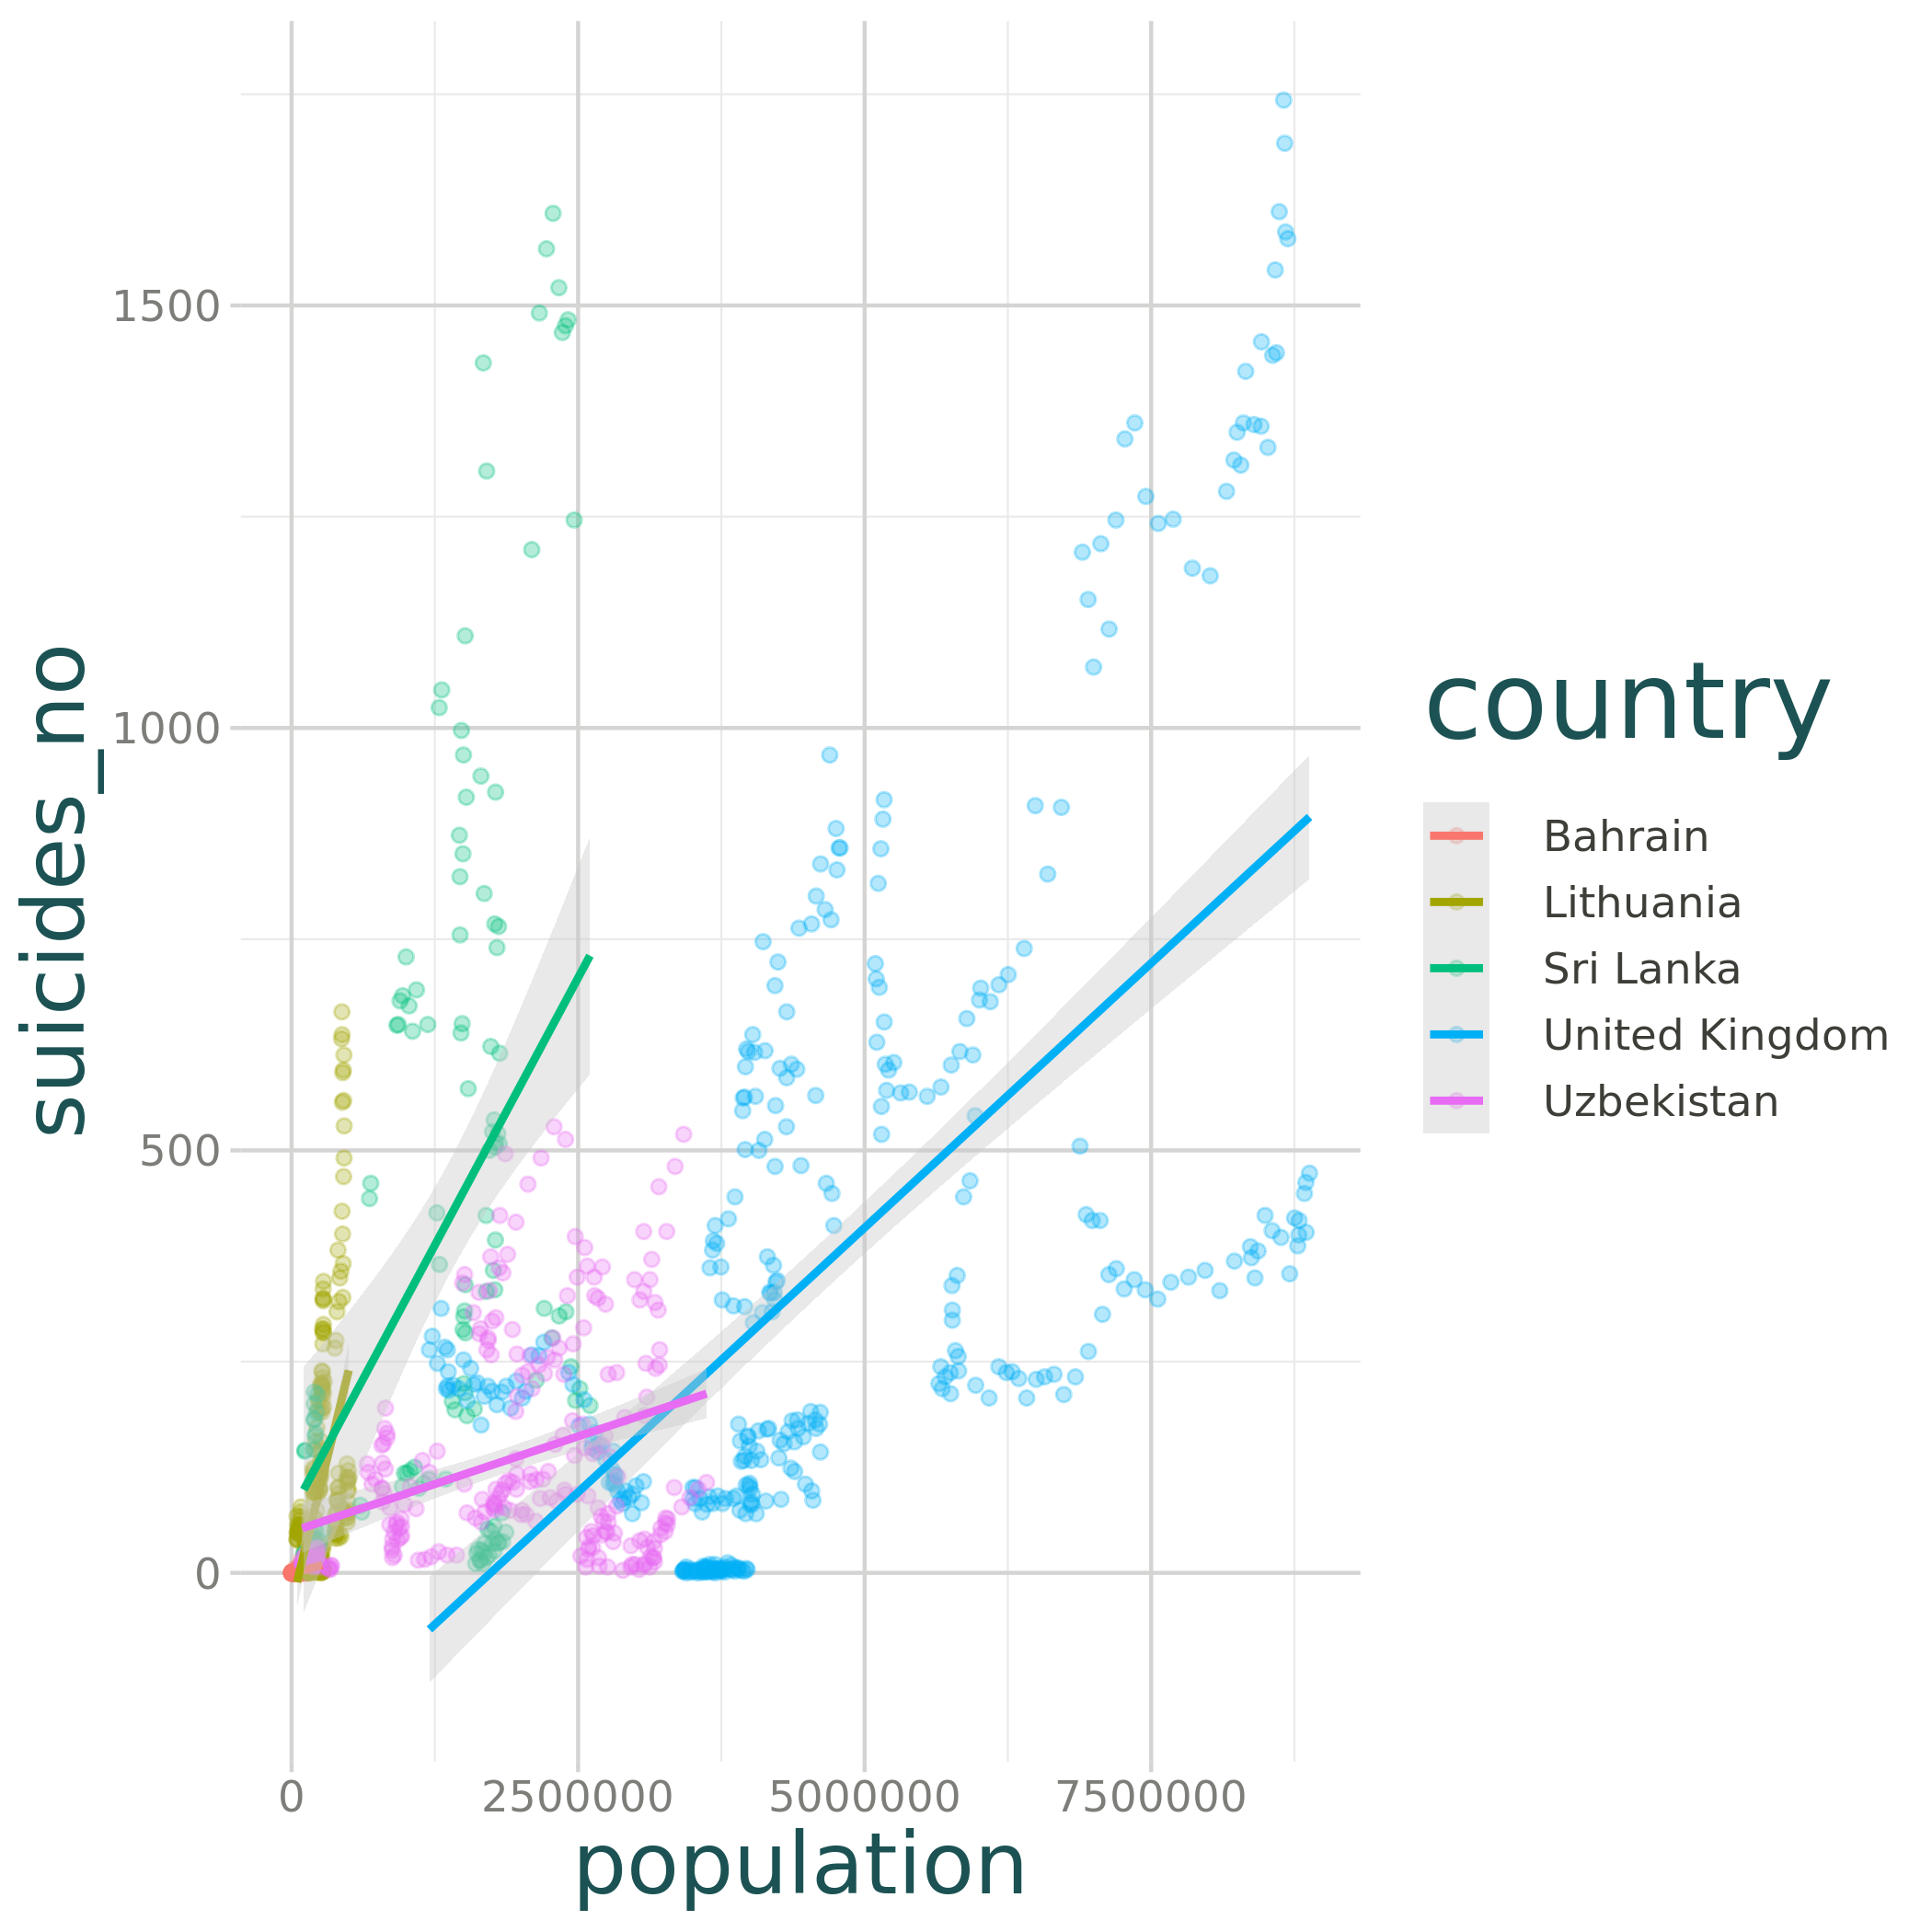 suicides_no
1500
1000
500
0
0 2500000 5000000 7500000
population
country
Bahrain
Lithuania
Sri Lanka
United Kingdom
Uzbekistan